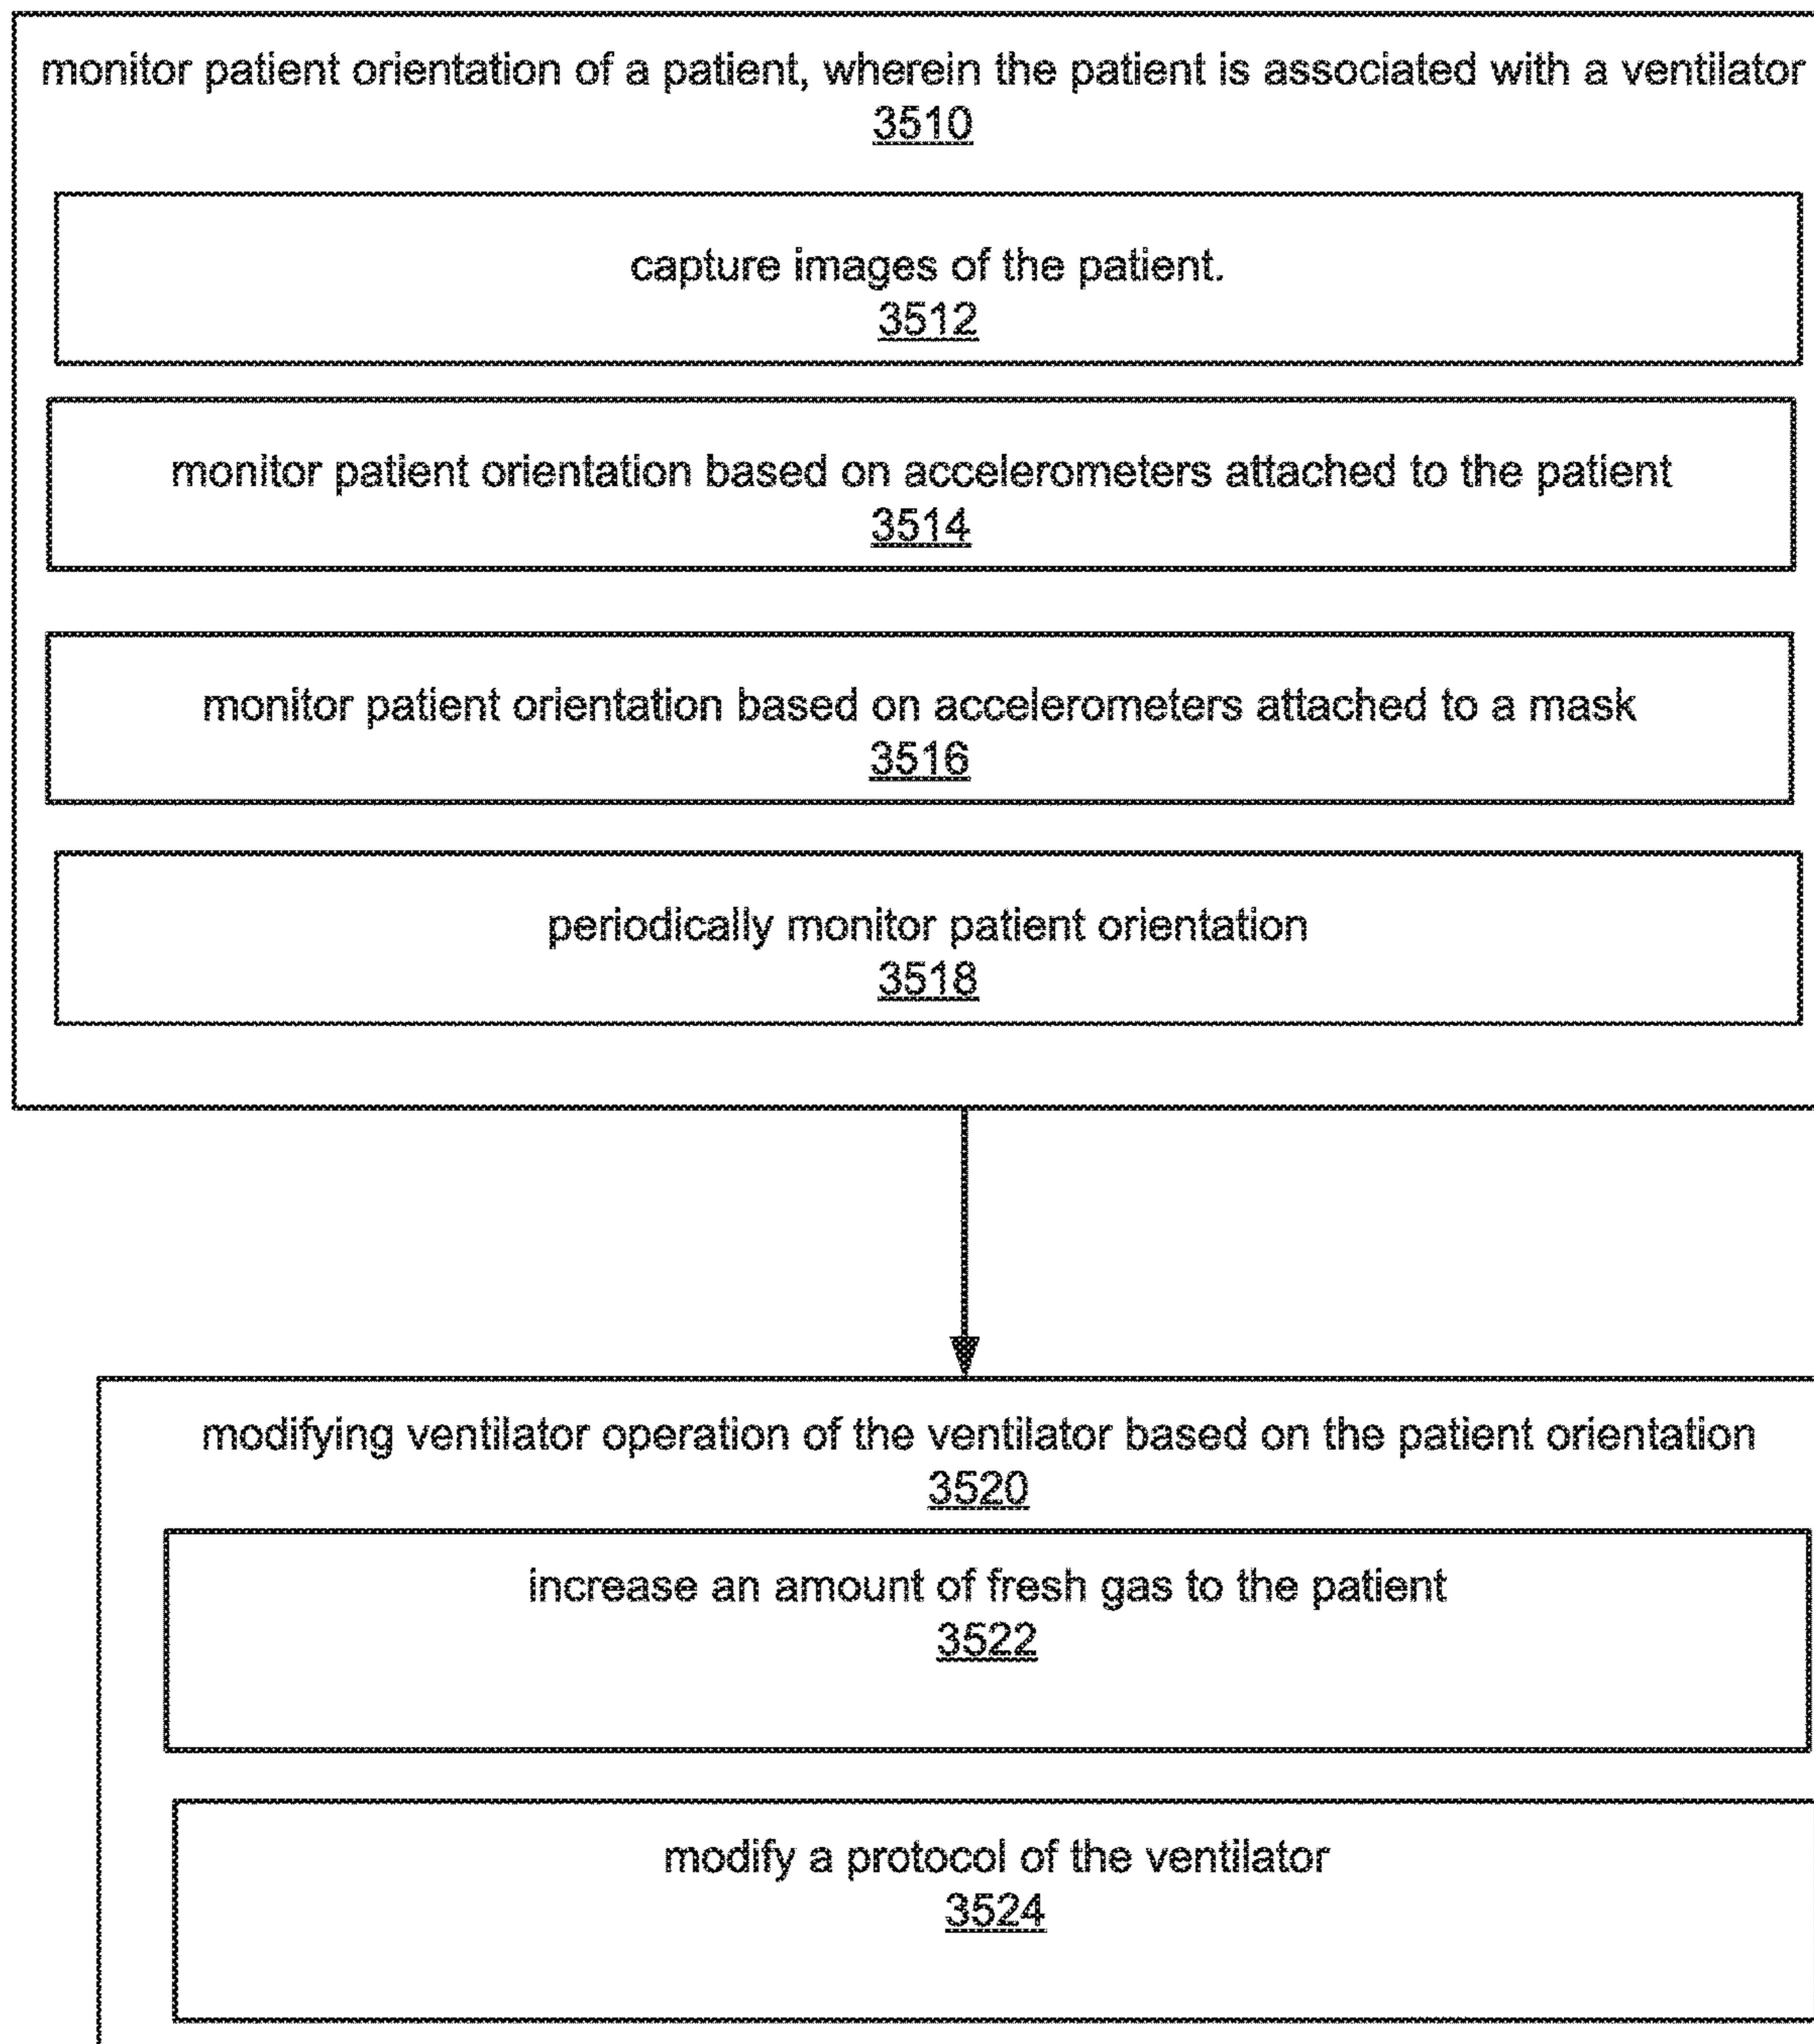 monitor patient orientation of a patient, wherein the patient is associated with a ventilator
3510
capture images of the patient.
3512
monitor patient orientation based on accelerometers attached to the patient
3514
monitor patient orientation based on accelerometers attached to a mask
3516
periodically monitor patient orientation
3518
modifying ventilator operation of the ventilator based on the patient orientation
3520
increase an amount of fresh gas to the patient
3522
modify a protocol of the ventilator
3524